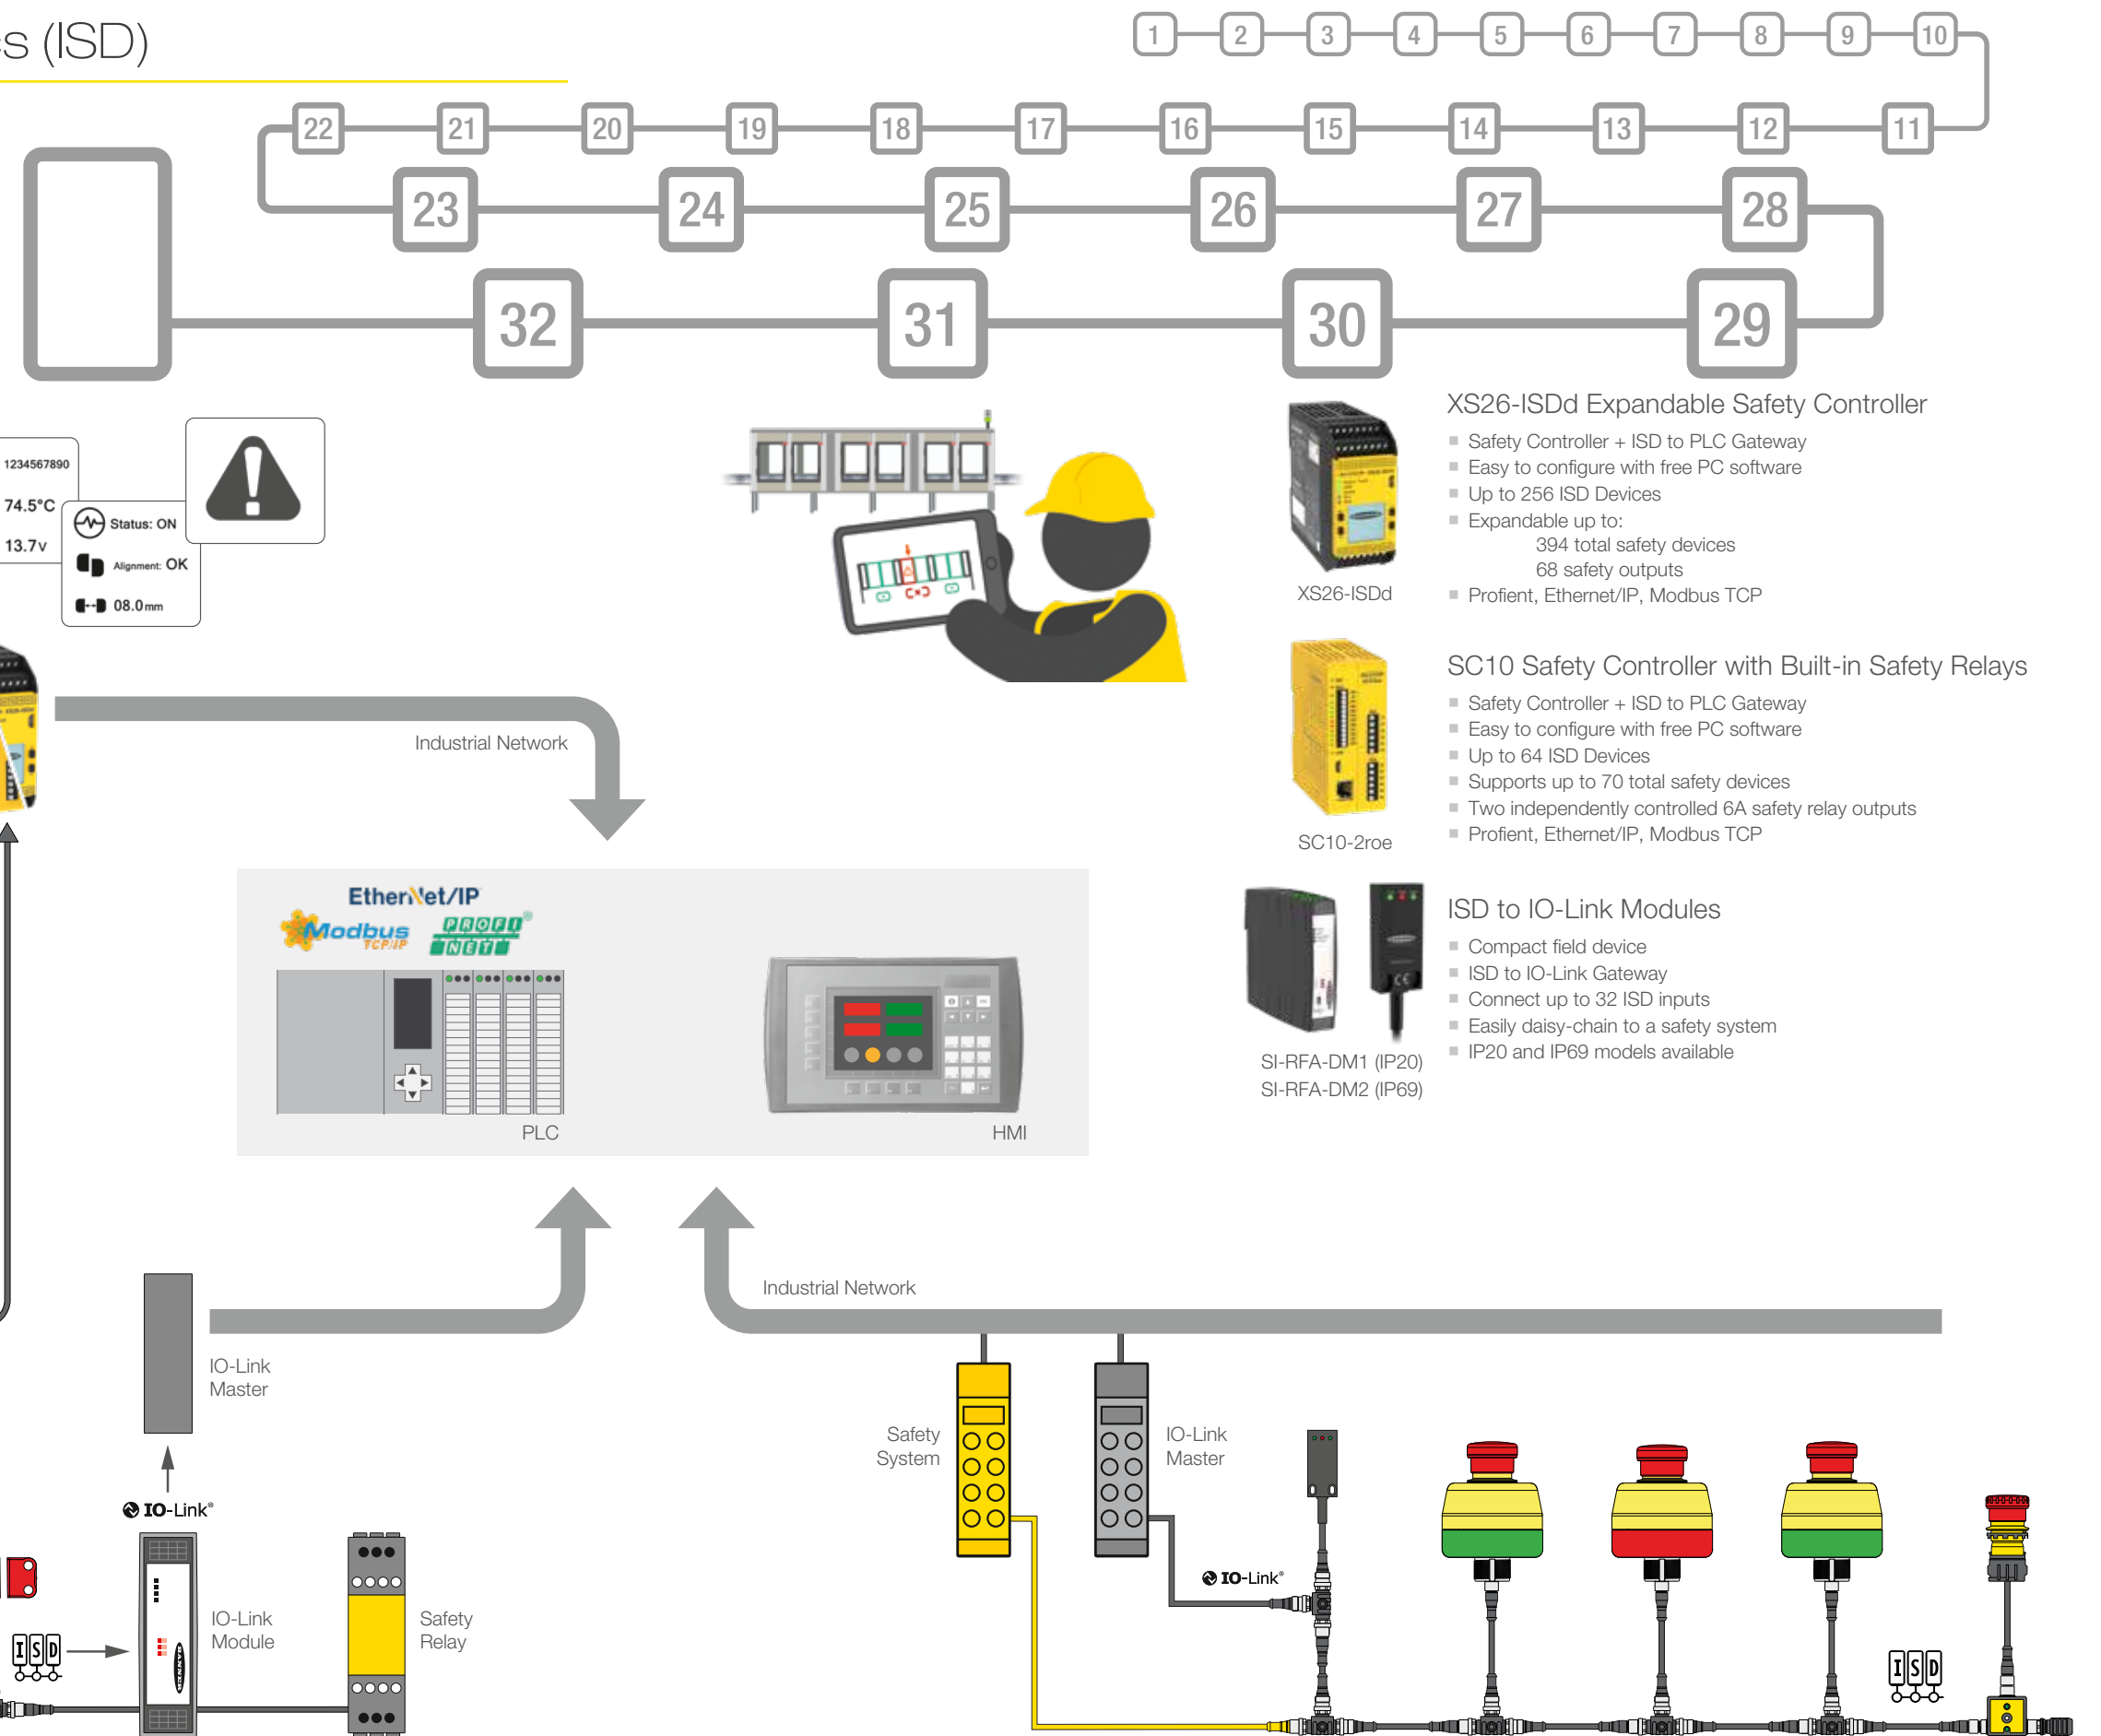 cs (ISD)
1 2 3 4 5 6 7 8 9 10
22 21 20 19 18 17 16 15 14 13 12 11
23 24 25 26 27 28
32 31 30 29
1234567890
74.5°C
13.7v
Status: ON
Alignment: OK
08.0mm
XS26-ISDd Expandable Safety Controller
Safety Controller + ISD to PLC Gateway
Easy to configure with free PC software
Up to 256 ISD Devices
Expandable up to:
394 total safety devices
68 safety outputs
Profient, Ethernet/IP, Modbus TCP
XS26-ISDd
SC10 Safety Controller with Built-in Safety Relays
Safety Controller + ISD to PLC Gateway
Easy to configure with free PC software
Up to 64 ISD Devices
Supports up to 70 total safety devices
Two independently controlled 6A safety relay outputs
Profient, Ethernet/IP, Modbus TCP
SC10-2roe
ISD to IO-Link Modules
Compact field device
ISD to IO-Link Gateway
Connect up to 32 ISD inputs
Easily daisy-chain to a safety system
IP20 and IP69 models available
SI-RFA-DM1 (IP20)
SI-RFA-DM2 (IP69)
Industrial Network
EtherNet/IP
Modbus
TCP/IP
PROFI®
NET
PLC
HMI
Industrial Network
IO-Link
Master
IO-Link®
IO-Link
Module
Safety
Relay
ISD
BANNER
Safety
System
IO-Link
Master
IO-Link®
ISD